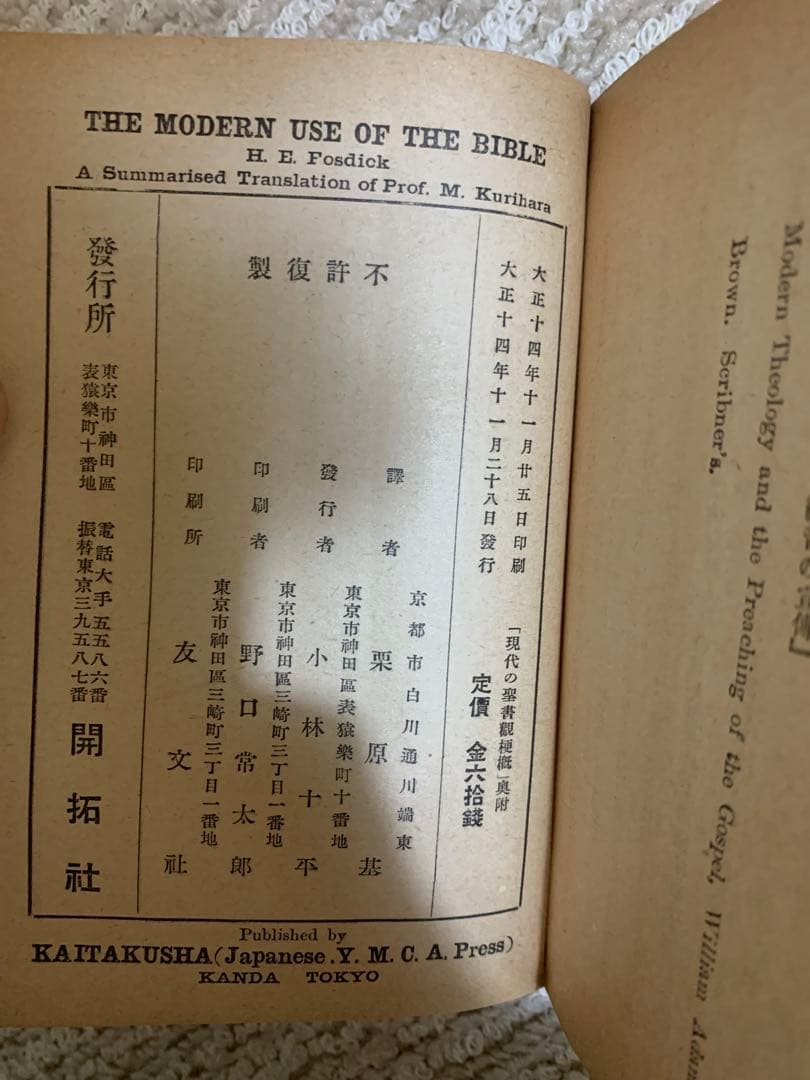 THE MODERN USE OF THE BIBLE
H. E. Fosdick
A Summarised Translation of Prof. M. Kurihara
大正十四年十一月廿五日印刷
大正十四年十一月二十八日發行
「現代の聖書觀梗概」奧附
定價 金六拾錢
不許復製
譯者
京都市白川通川端東
栗原基
發行者
東京市神田區表猿樂町十番地
小林十平
印刷者
東京市神田區三崎町三丁目一番地
野口常太郎
印刷所
東京市神田區三崎町三丁目一番地
友文社
發行所
東京市神田區
表猿樂町十番地
電話大手五五八六番
振替東京三九五八七番
開拓社
Published by
KAITAKUSHA (Japanese .Y. M. C. A. Press)
KANDA TOKYO
Modern Theology and the Preaching of the Gospel, William Adam
Brown. Scribner's.